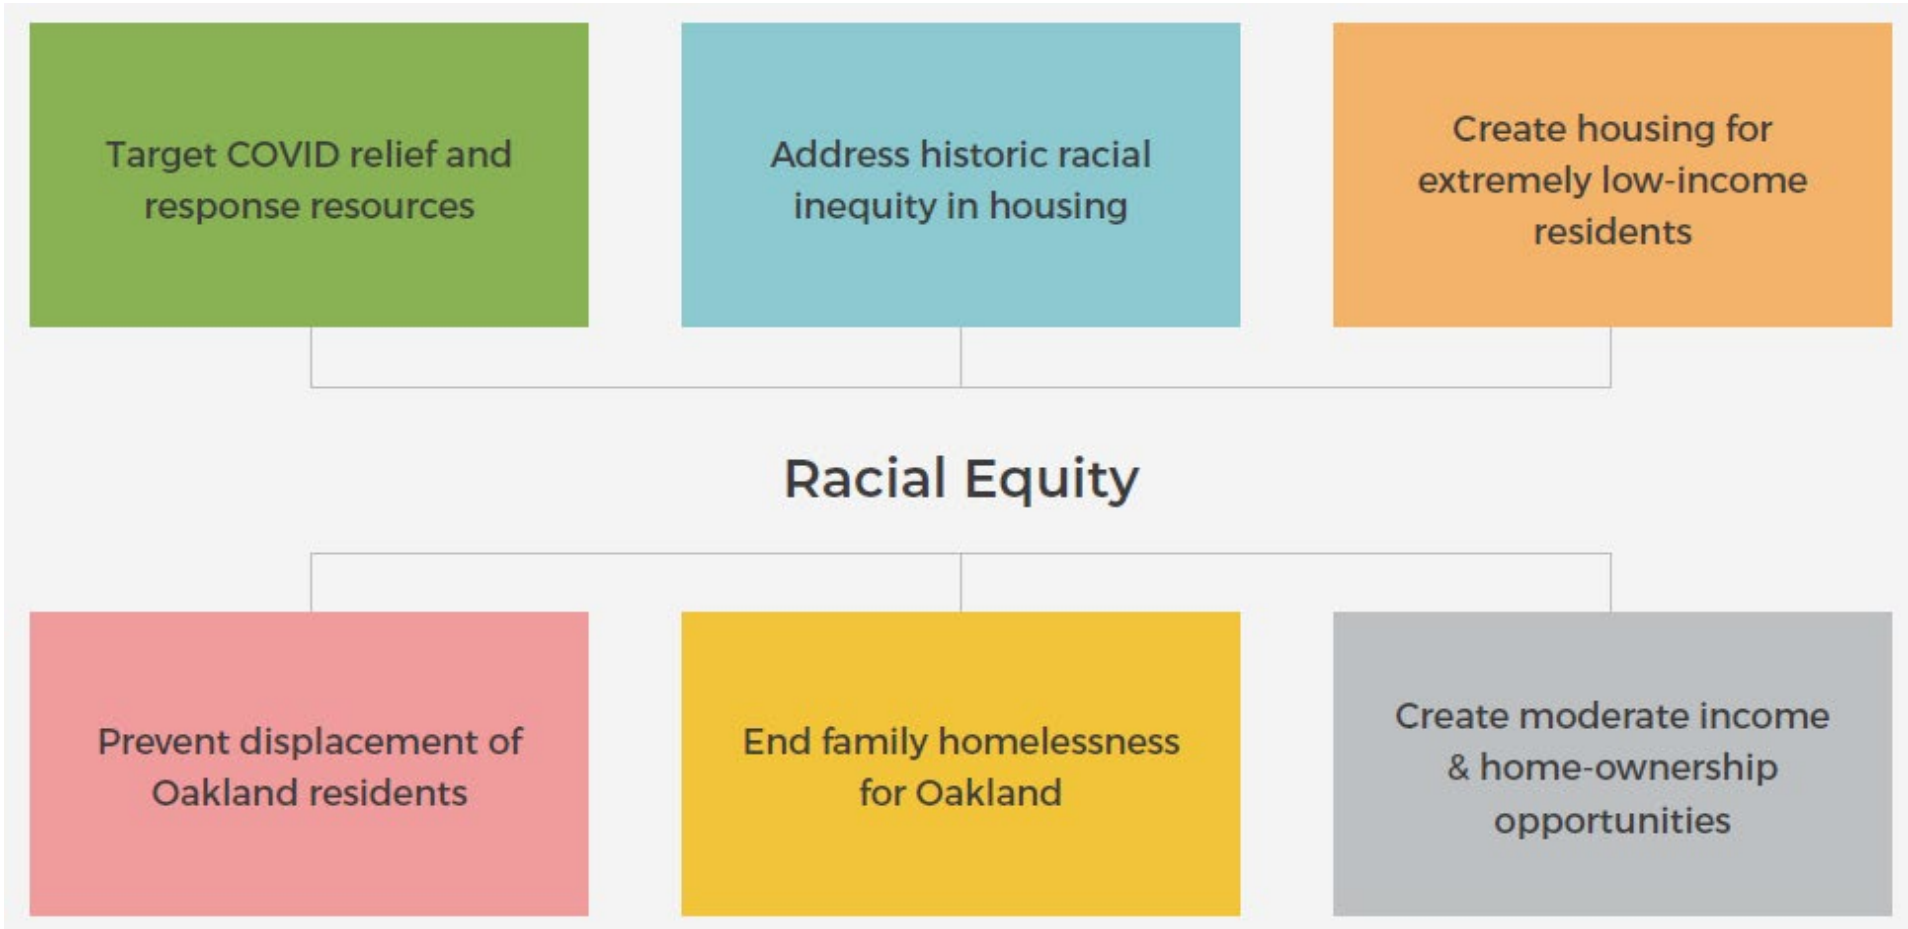 Target COVID relief and
response resources
Address historic racial
inequity in housing
Create housing for
extremely low-income
residents
Racial Equity
Prevent displacement of
Oakland residents
End family homelessness
for Oakland
Create moderate income
& home-ownership
opportunities